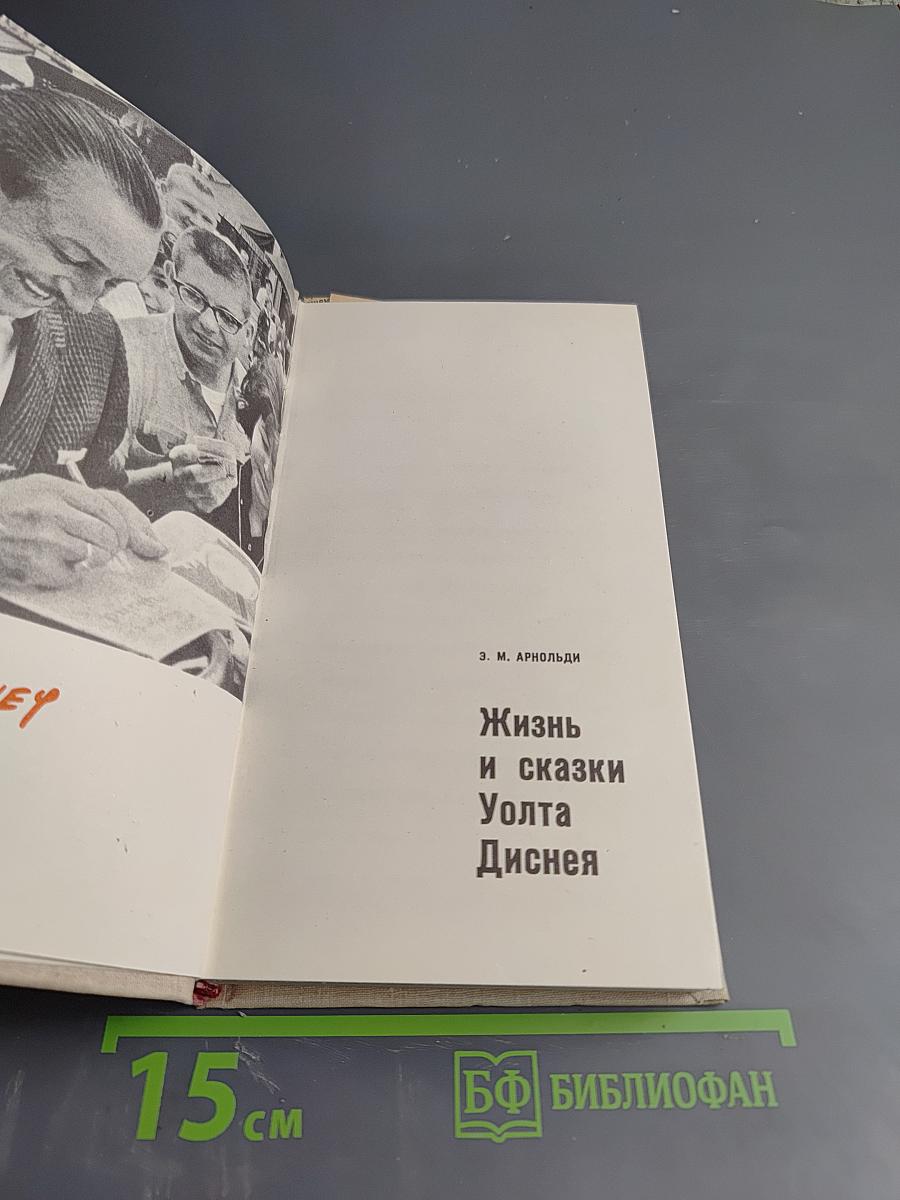 Э. М. АРНОЛЬДИ
Жизнь
и сказки
Уолта
Диснея
15 см
БФ БИБЛИОФАН